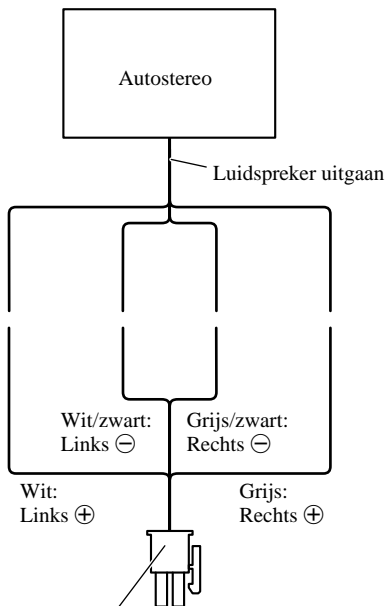 Autostereo
Luidspreker uitgaan
Wit/zwart:
Links ⊖
Grijs/zwart:
Rechts ⊖
Wit:
Links ⊕
Grijs:
Rechts ⊕